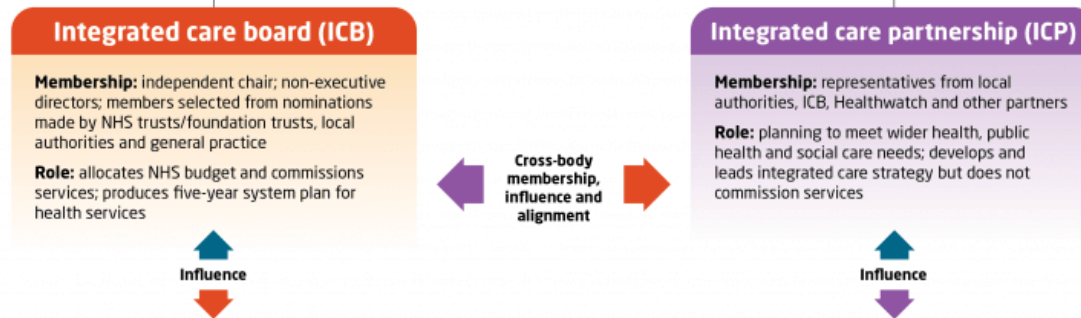 Integrated care board (ICB)
Membership: independent chair; non-executive
directors; members selected from nominations
made by NHS trusts/foundation trusts, local
authorities and general practice
Role: allocates NHS budget and commissions
services; produces five-year system plan for
health services
Influence
Cross-body
membership,
influence and
alignment
Integrated care partnership (ICP)
Membership: representatives from local
authorities, ICB, Healthwatch and other partners
Role: planning to meet wider health, public
health and social care needs; develops and
leads integrated care strategy but does not
commission services
Influence